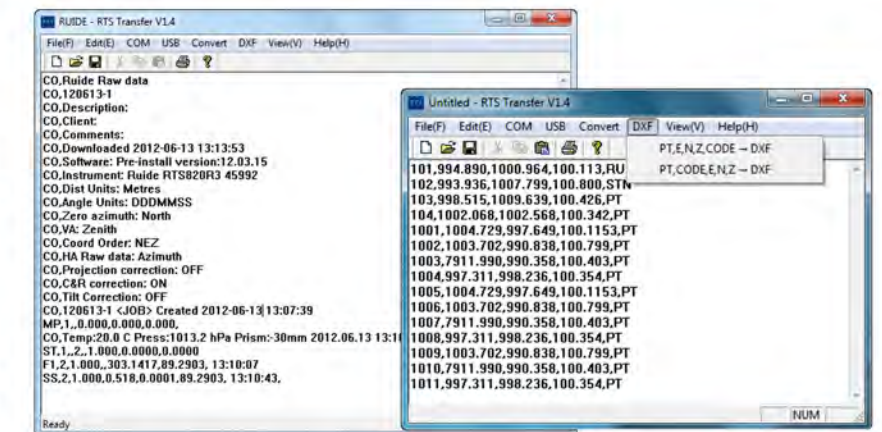 RUIDE - RTS Transfer V1.4
File(F) Edit(E) COM USB Convert DXF View(V) Help(H)
CO,Ruide Raw data
CO,120613-1
CO,Description:
CO,Client:
CO,Comments:
CO,Downloaded 2012-06-13 13:13:53
CO,Software: Pre-install version:12.03.15
CO,Instrument: Ruide RTS820R3 45992
CO,Dist Units: Metres
CO,Angle Units: DDDMMSS
CO,Zero azimuth: North
CO,VA: Zenith
CO,Coord Order: NEZ
CO,HA Raw data: Azimuth
CO,Projection correction: OFF
CO,C&R correction: ON
CO,Tilt Correction: OFF
CO,120613-1 <JOB> Created 2012-06-13 13:07:39
MP,1,,0.000,0.000,0.000,
CO,Temp:20.0 C Press:1013.2 hPa Prism:-30mm 2012.06.13 13:1
ST,1,,2,,1.000,0.0000,0.0000
F1,2,1.000,,303.1417,89.2903, 13:10:07
SS,2,1.000,0.518,0.0001,89.2903, 13:10:43,
Ready
Untitled - RTS Transfer V1.4
File(F) Edit(E) COM USB Convert DXF View(V) Help(H)
PT,E,N,Z,CODE -- DXF
PT,CODE,E,N,Z -- DXF
101,994.890,1000.964,100.113,RU
102,993.936,1007.799,100.800,STN
103,998.515,1009.639,100.426,PT
104,1002.068,1002.568,100.342,PT
1001,1004.729,997.649,100.1153,PT
1002,1003.702,990.838,100.799,PT
1003,7911.990,990.358,100.403,PT
1004,997.311,998.236,100.354,PT
1005,1004.729,997.649,100.1153,PT
1006,1003.702,990.838,100.799,PT
1007,7911.990,990.358,100.403,PT
1008,997.311,998.236,100.354,PT
1009,1003.702,990.838,100.799,PT
1010,7911.990,990.358,100.403,PT
1011,997.311,998.236,100.354,PT
NUM